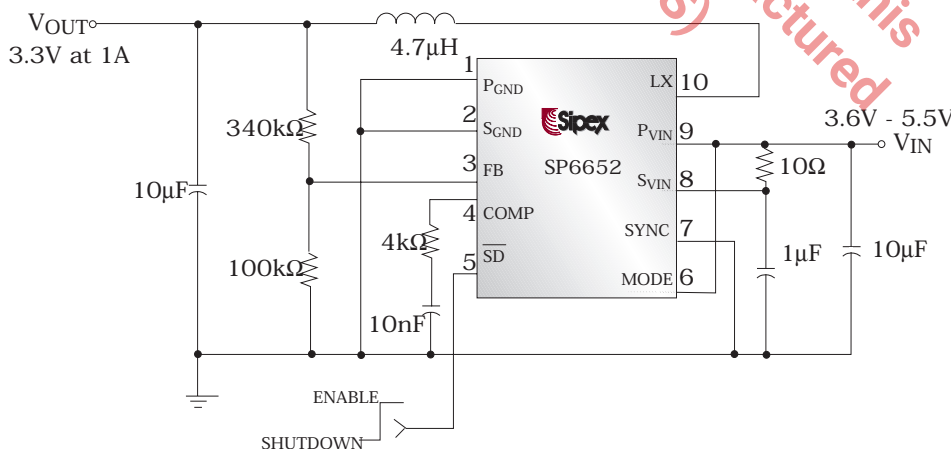 his
s)
ctured
VOUT
3.3V at 1A
4.7µH
1
PGND
LX
10
2
SGND
Sipex
PVIN
9
3.6V - 5.5V
VIN
340kΩ
3
FB
SP6652
10Ω
SVIN
8
10µF
4
COMP
4kΩ
SYNC
7
1µF
10µF
100kΩ
5
SD
MODE
6
10nF
ENABLE
SHUTDOWN